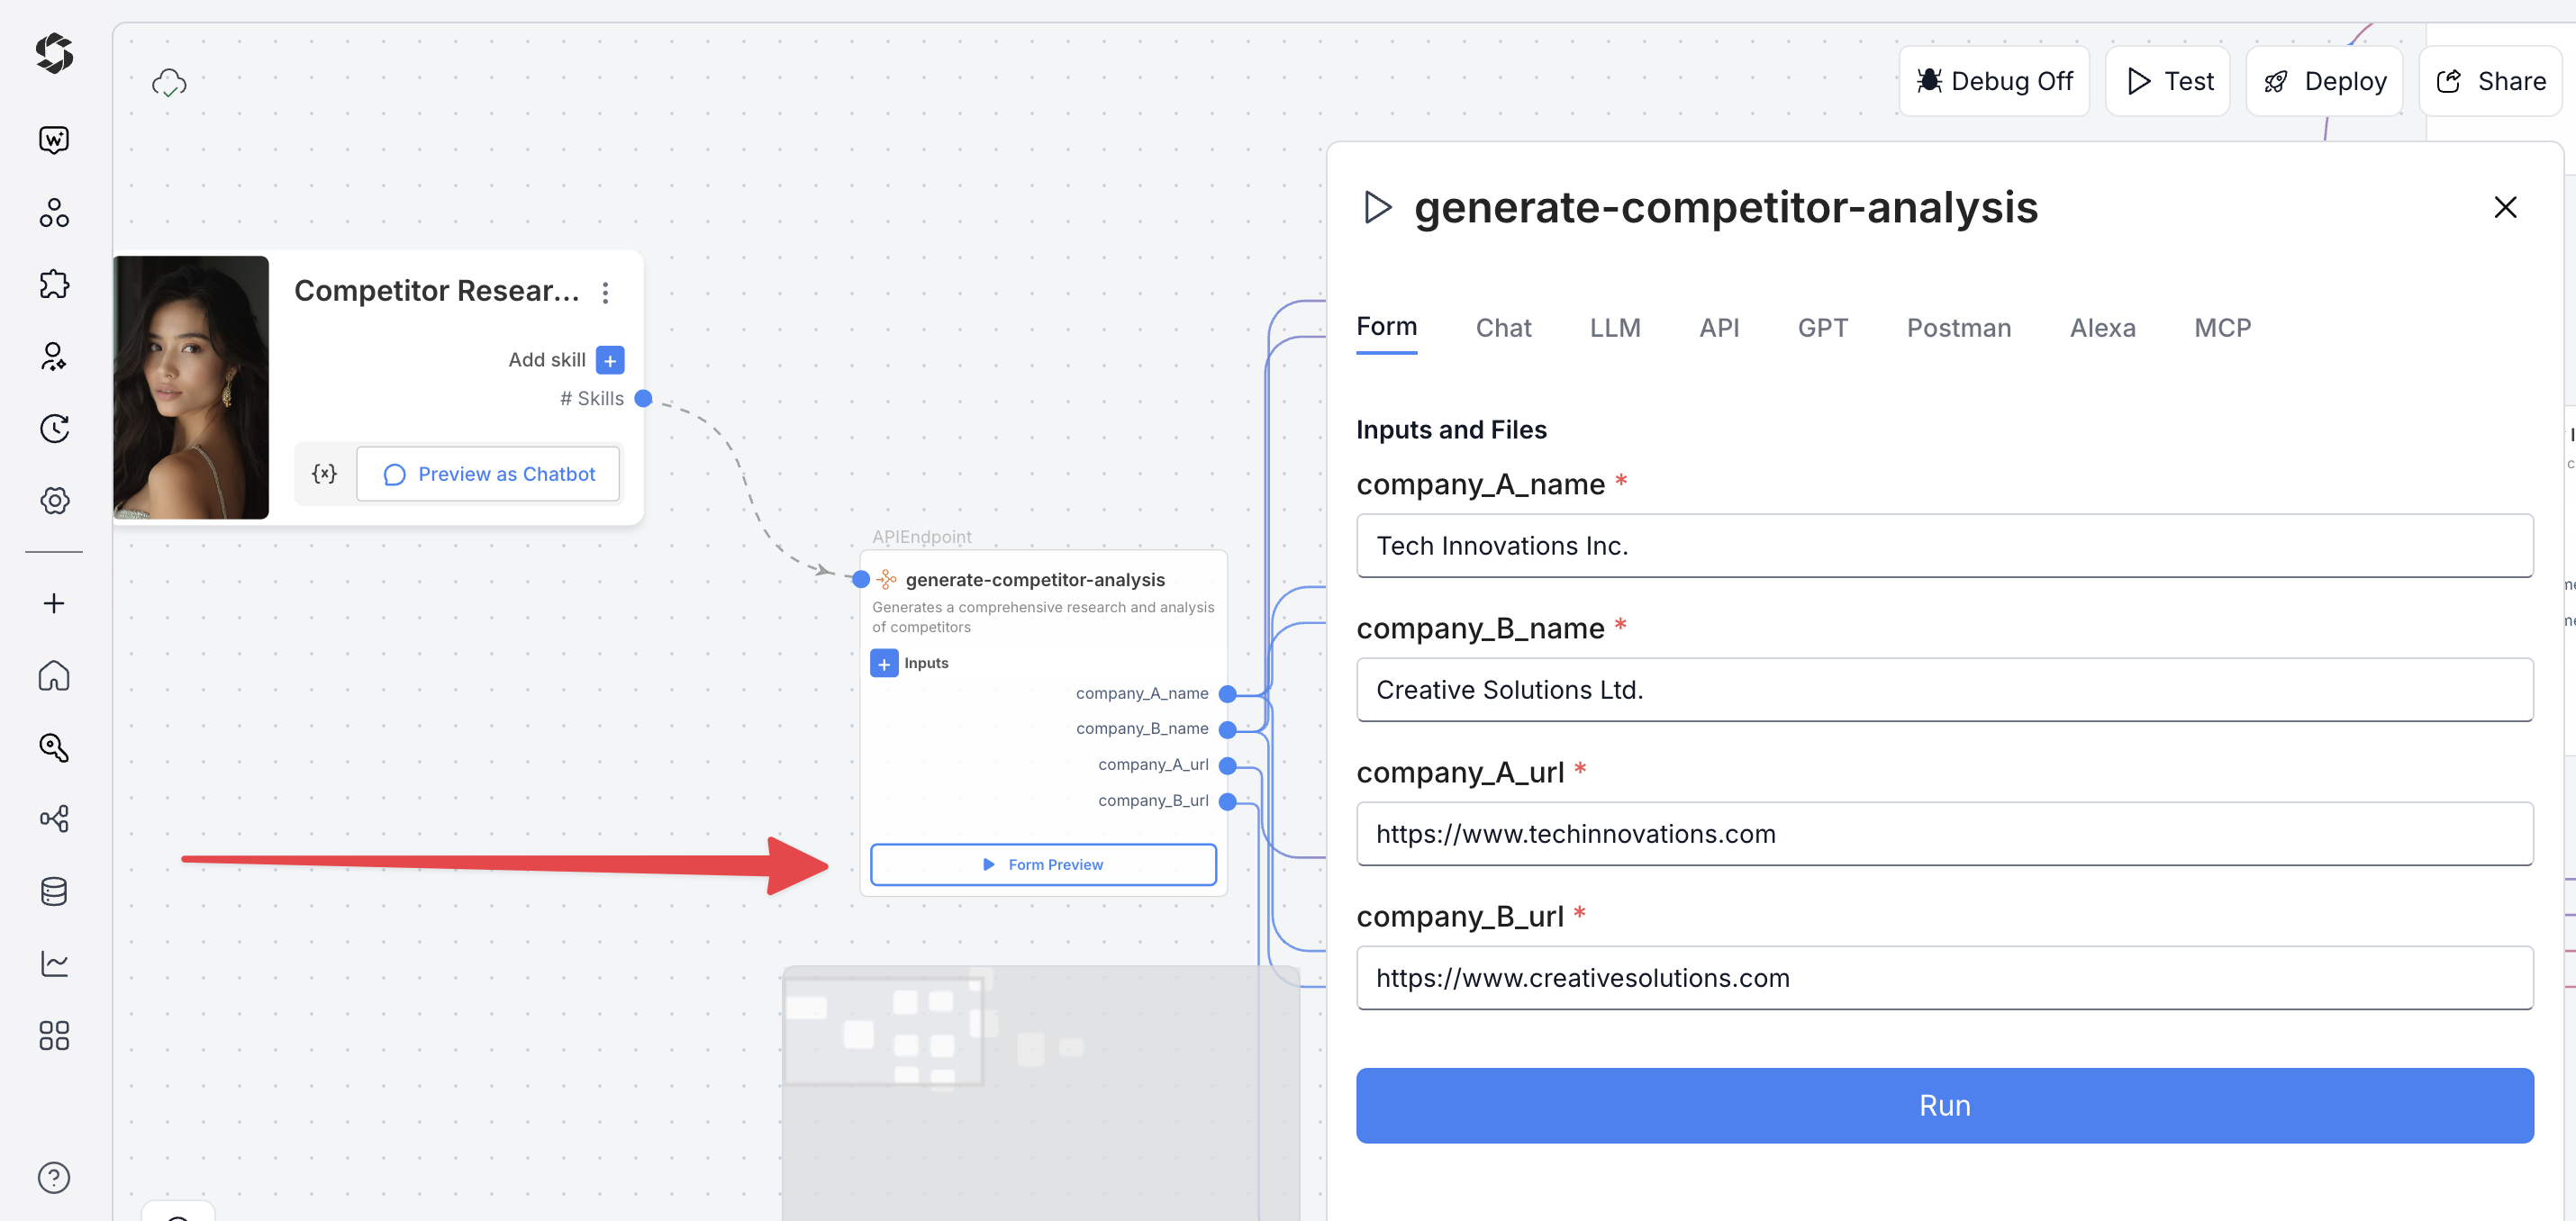 Debug Off
Test
Deploy
Share
Competitor Resear...
Add skill
# Skills
{x}
Preview as Chatbot
APIEndpoint
generate-competitor-analysis
Generates a comprehensive research and analysis
of competitors
Inputs
company_A_name
company_B_name
company_A_url
company_B_url
Form Preview
generate-competitor-analysis
Form Chat LLM API GPT Postman Alexa MCP
Inputs and Files
company_A_name *
Tech Innovations Inc.
company_B_name *
Creative Solutions Ltd.
company_A_url *
https://www.techinnovations.com
company_B_url *
https://www.creativesolutions.com
Run